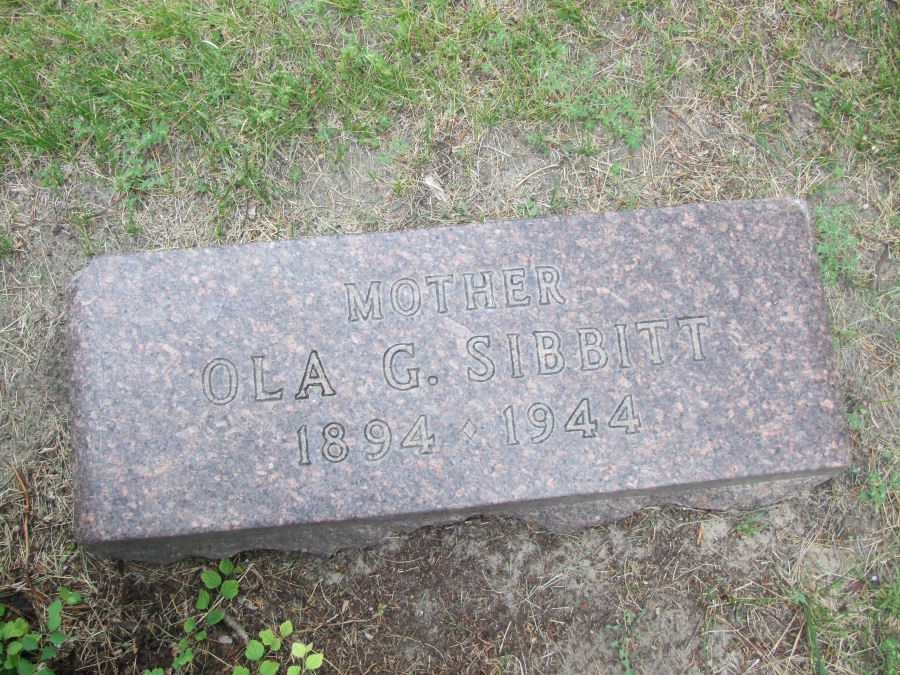 MOTHER
OLA G. SIBBITT
1894 · 1944